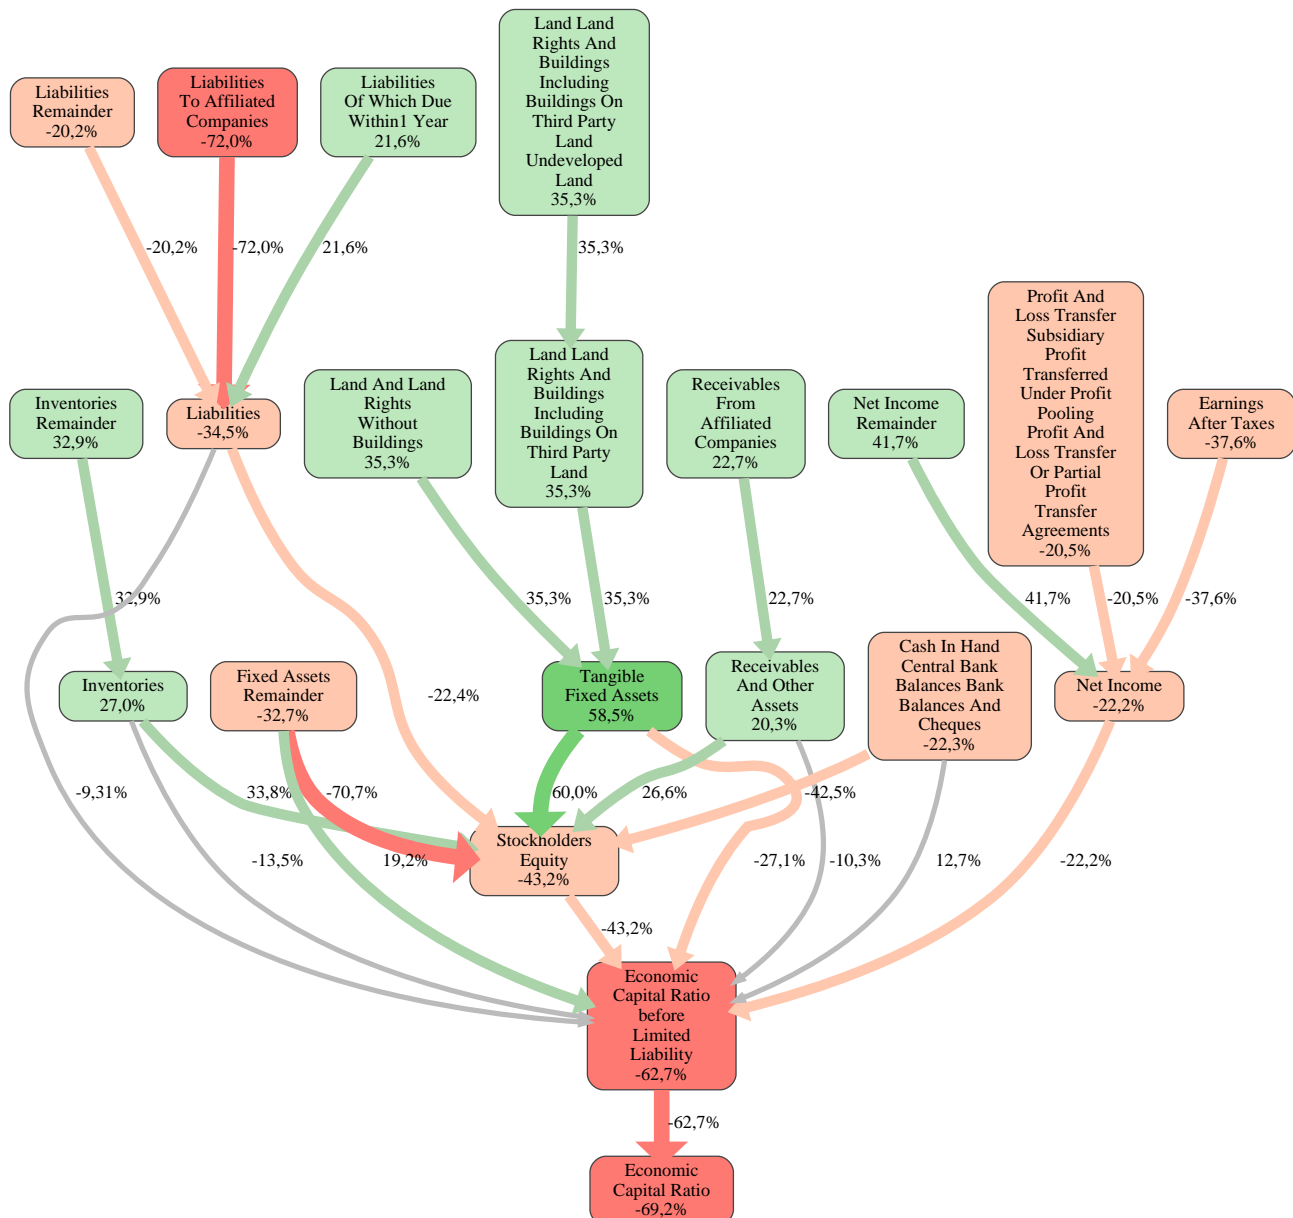 Land Land
Rights And
Buildings
Including
Buildings On
Third Party
Land
Undeveloped
Land
35,3%
Liabilities
Remainder
-20,2%
Liabilities
To Affiliated
Companies
-72,0%
Liabilities
Of Which Due
Within1 Year
21,6%
-20,2%
-72,0%
21,6%
35,3%
Profit And
Loss Transfer
Subsidiary
Profit
Transferred
Under Profit
Pooling
Profit And
Loss Transfer
Or Partial
Profit
Transfer
Agreements
-20,5%
Inventories
Remainder
32,9%
Liabilities
-34,5%
Land And Land
Rights
Without
Buildings
35,3%
Land Land
Rights And
Buildings
Including
Buildings On
Third Party
Land
35,3%
Receivables
From
Affiliated
Companies
22,7%
Net Income
Remainder
41,7%
Earnings
After Taxes
-37,6%
32,9%
35,3%
35,3%
22,7%
41,7%
-20,5%
-37,6%
Inventories
27,0%
Fixed Assets
Remainder
-32,7%
-22,4%
Tangible
Fixed Assets
58,5%
Receivables
And Other
Assets
20,3%
Cash In Hand
Central Bank
Balances Bank
Balances And
Cheques
-22,3%
Net Income
-22,2%
-9,31%
33,8%
-70,7%
60,0%
26,6%
-42,5%
-13,5%
19,2%
Stockholders
Equity
-43,2%
-27,1%
-10,3%
12,7%
-22,2%
-43,2%
Economic
Capital Ratio
before
Limited
Liability
-62,7%
-62,7%
Economic
Capital Ratio
-69,2%